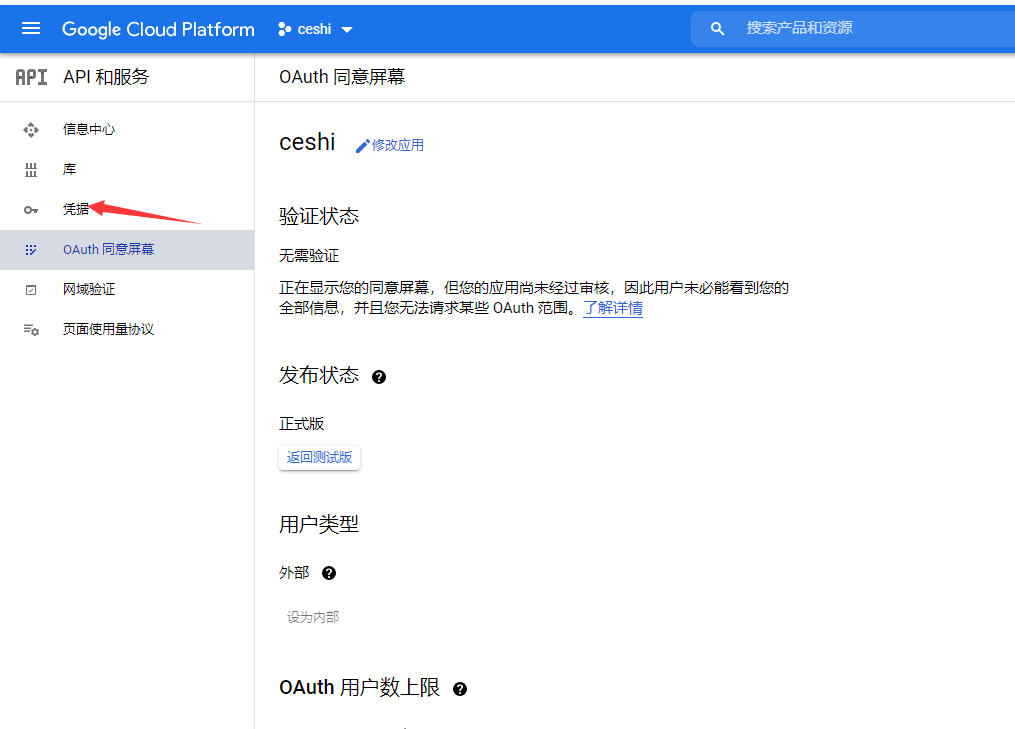 Google Cloud Platform
ceshi
搜索产品和资源
API
API 和服务
OAuth 同意屏幕
信息中心
库
凭据
OAuth 同意屏幕
网域验证
页面使用量协议
ceshi
修改应用
验证状态
无需验证
正在显示您的同意屏幕，但您的应用尚未经过审核，因此用户未必能看到您的
全部信息，并且您无法请求某些 OAuth 范围。了解详情
发布状态
正式版
返回测试版
用户类型
外部
设为内部
OAuth 用户数上限